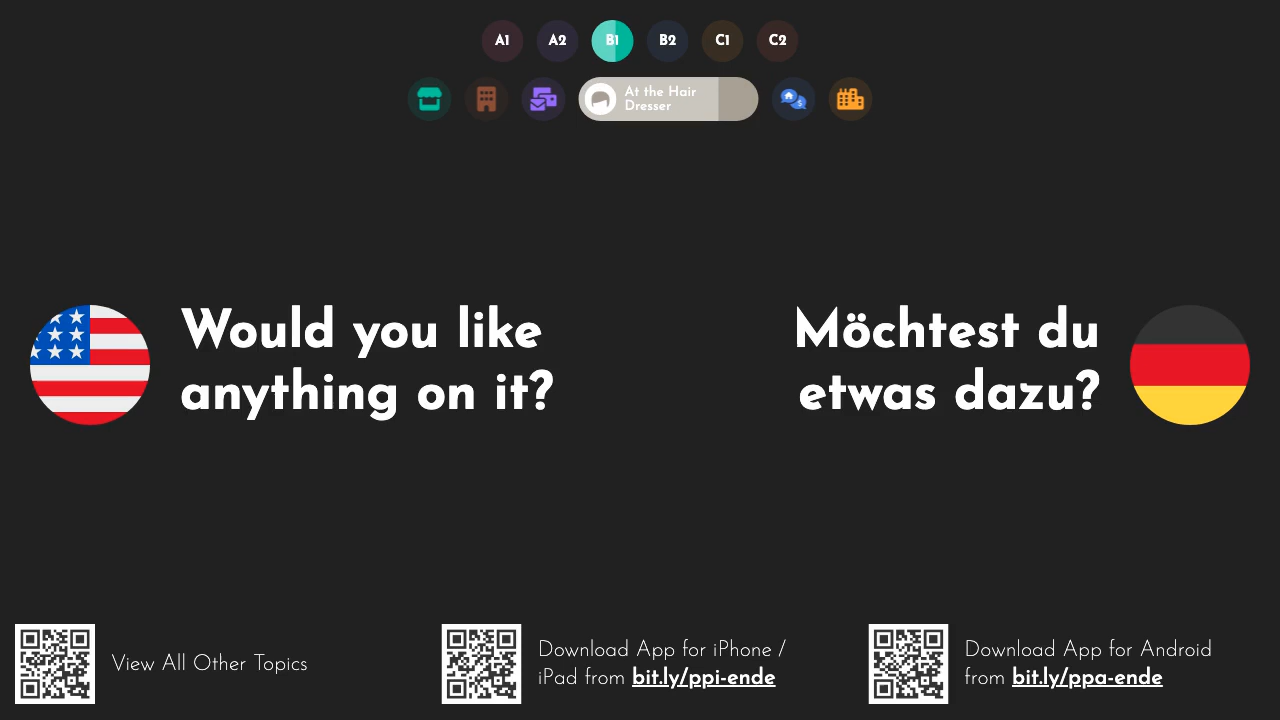 A1 A2 B1 B2 C1 C2
At the Hair
Dresser
Would you like
anything on it?
Möchtest du
etwas dazu?
View All Other Topics
Download App for iPhone /
iPad from bit.ly/ppi-ende
Download App for Android
from bit.ly/ppa-ende